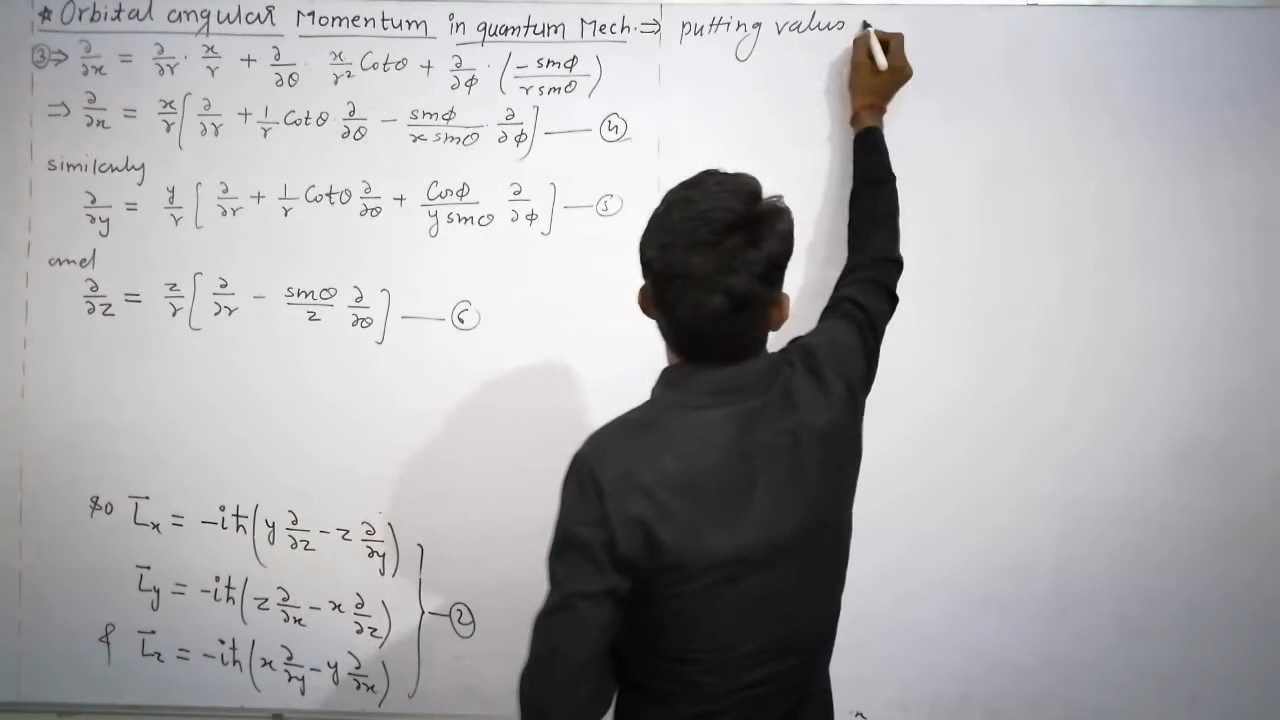 * Orbital angular Momentum in quantum Mech. ⇒
③⇒ ∂/∂x = ∂/∂r · x/r + ∂/∂θ · x/r² Cotθ + ∂/∂φ · (-sinφ/r sinθ)
⇒ ∂/∂x = x/r [∂/∂r + 1/r Cotθ ∂/∂θ - sinφ/x sinθ · ∂/∂φ] — ④
similarly
∂/∂y = y/r [∂/∂r + 1/r Cotθ ∂/∂θ + Cosφ/y sinθ ∂/∂φ] — ⑤
and
∂/∂z = z/r [∂/∂r - sinθ/z ∂/∂θ] — ⑥
so L̄x = -iħ(y ∂/∂z - z ∂/∂y)
L̄y = -iħ(z ∂/∂x - x ∂/∂z) — ②
& L̄z = -iħ(x ∂/∂y - y ∂/∂x)
putting value